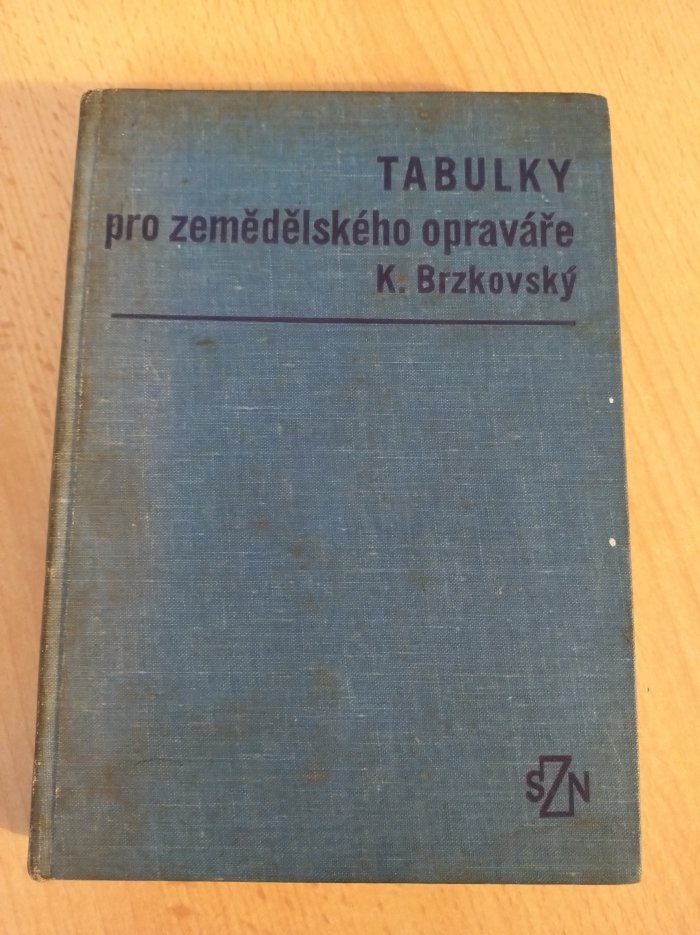 TABULKY
pro zemědělského opraváře
K. Brzkovský
SZN